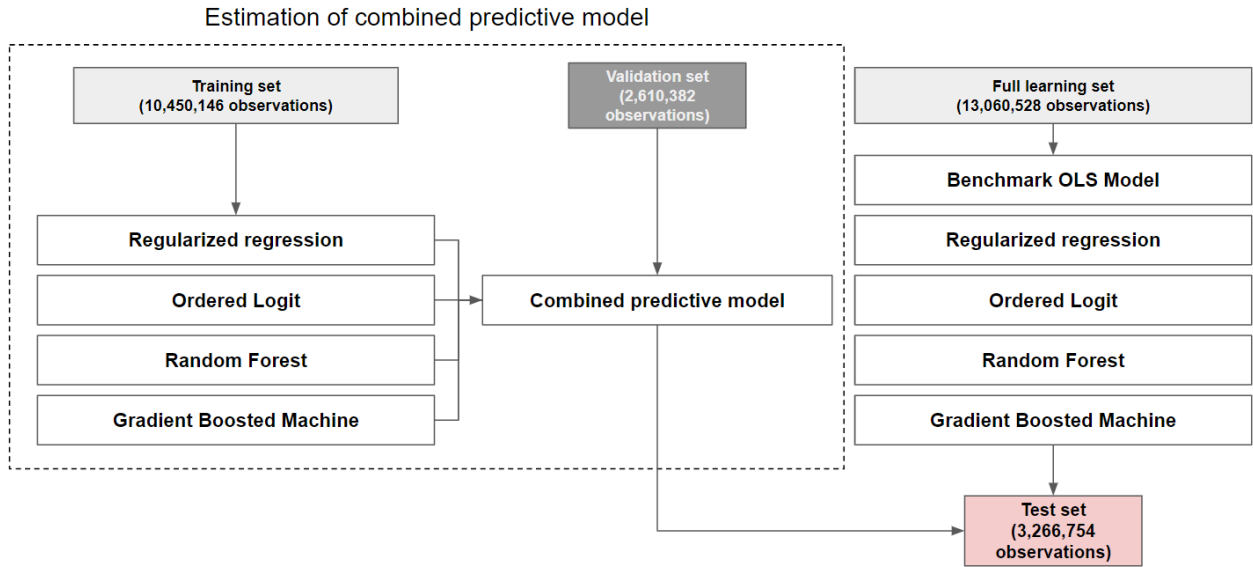 Estimation of combined predictive model
Training set
(10,450,146 observations)
Validation set
(2,610,382
observations)
Full learning set
(13,060,528 observations)
Benchmark OLS Model
Regularized regression
Regularized regression
Ordered Logit
Combined predictive model
Ordered Logit
Random Forest
Random Forest
Gradient Boosted Machine
Gradient Boosted Machine
Test set
(3,266,754
observations)